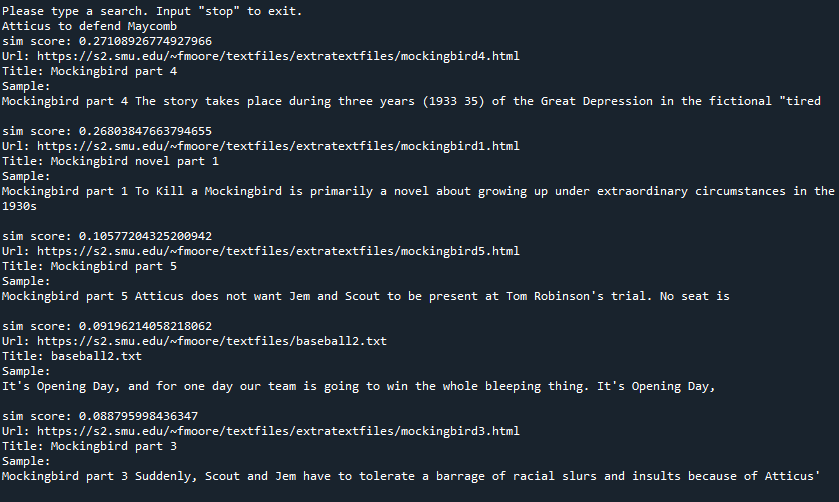 Please type a search. Input "stop" to exit.
Atticus to defend Maycomb
sim score: 0.27108926774927966
Url: https://s2.smu.edu/~fmoore/textfiles/extratextfiles/mockingbird4.html
Title: Mockingbird part 4
Sample:
Mockingbird part 4 The story takes place during three years (1933 35) of the Great Depression in the fictional "tired
sim score: 0.26803847663794655
Url: https://s2.smu.edu/~fmoore/textfiles/extratextfiles/mockingbird1.html
Title: Mockingbird novel part 1
Sample:
Mockingbird part 1 To Kill a Mockingbird is primarily a novel about growing up under extraordinary circumstances in the
1930s
sim score: 0.10577204325200942
Url: https://s2.smu.edu/~fmoore/textfiles/extratextfiles/mockingbird5.html
Title: Mockingbird part 5
Sample:
Mockingbird part 5 Atticus does not want Jem and Scout to be present at Tom Robinson's trial. No seat is
sim score: 0.09196214058218062
Url: https://s2.smu.edu/~fmoore/textfiles/baseball2.txt
Title: baseball2.txt
Sample:
It's Opening Day, and for one day our team is going to win the whole bleeping thing. It's Opening Day,
sim score: 0.088795998436347
Url: https://s2.smu.edu/~fmoore/textfiles/extratextfiles/mockingbird3.html
Title: Mockingbird part 3
Sample:
Mockingbird part 3 Suddenly, Scout and Jem have to tolerate a barrage of racial slurs and insults because of Atticus'